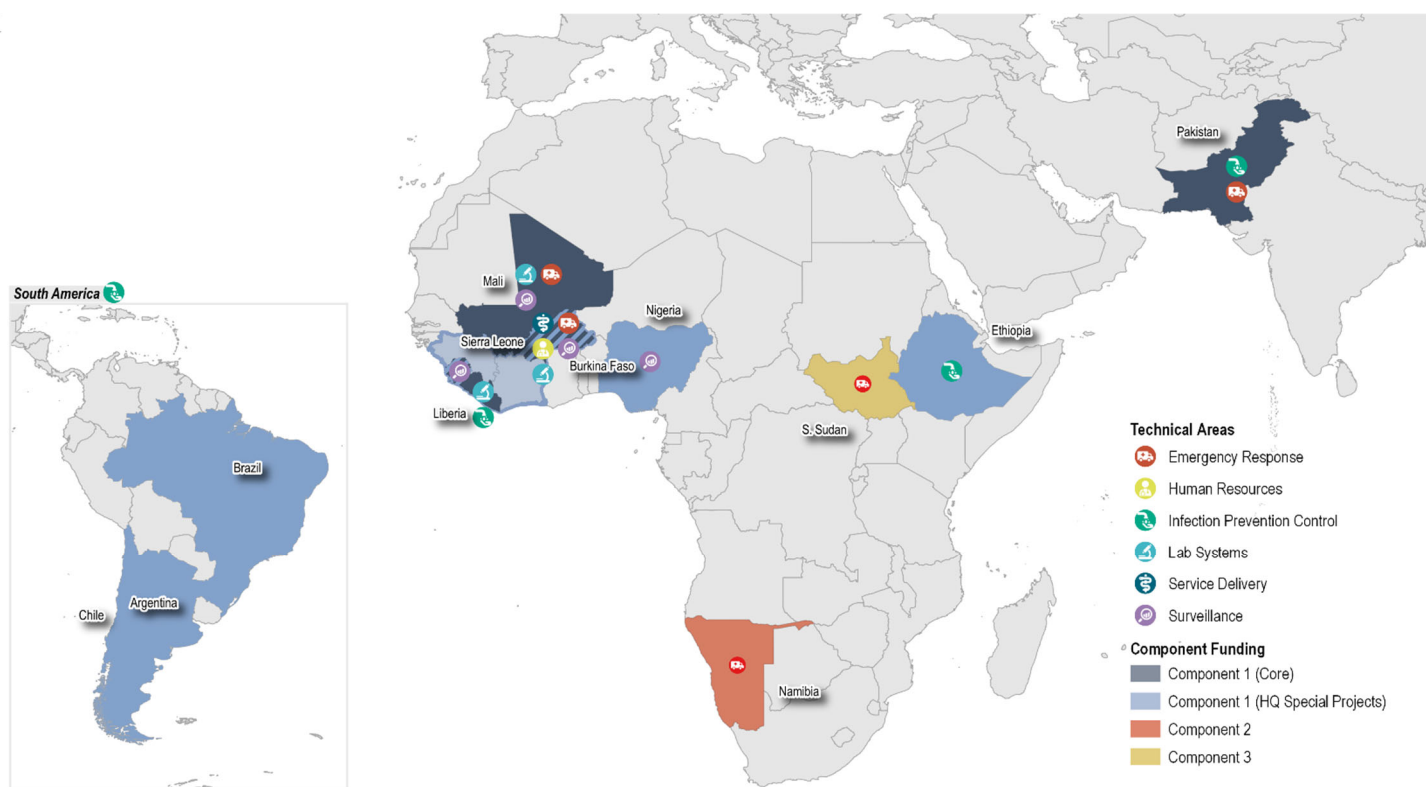 Pakistan
Mali
South America
Nigeria
Sierra Leone
Ethiopia
Burkina Faso
Liberia
S. Sudan
Brazil
Argentina
Chile
Namibia
Technical Areas
Emergency Response
Human Resources
Infection Prevention Control
Lab Systems
Service Delivery
Surveillance
Component Funding
Component 1 (Core)
Component 1 (HQ Special Projects)
Component 2
Component 3